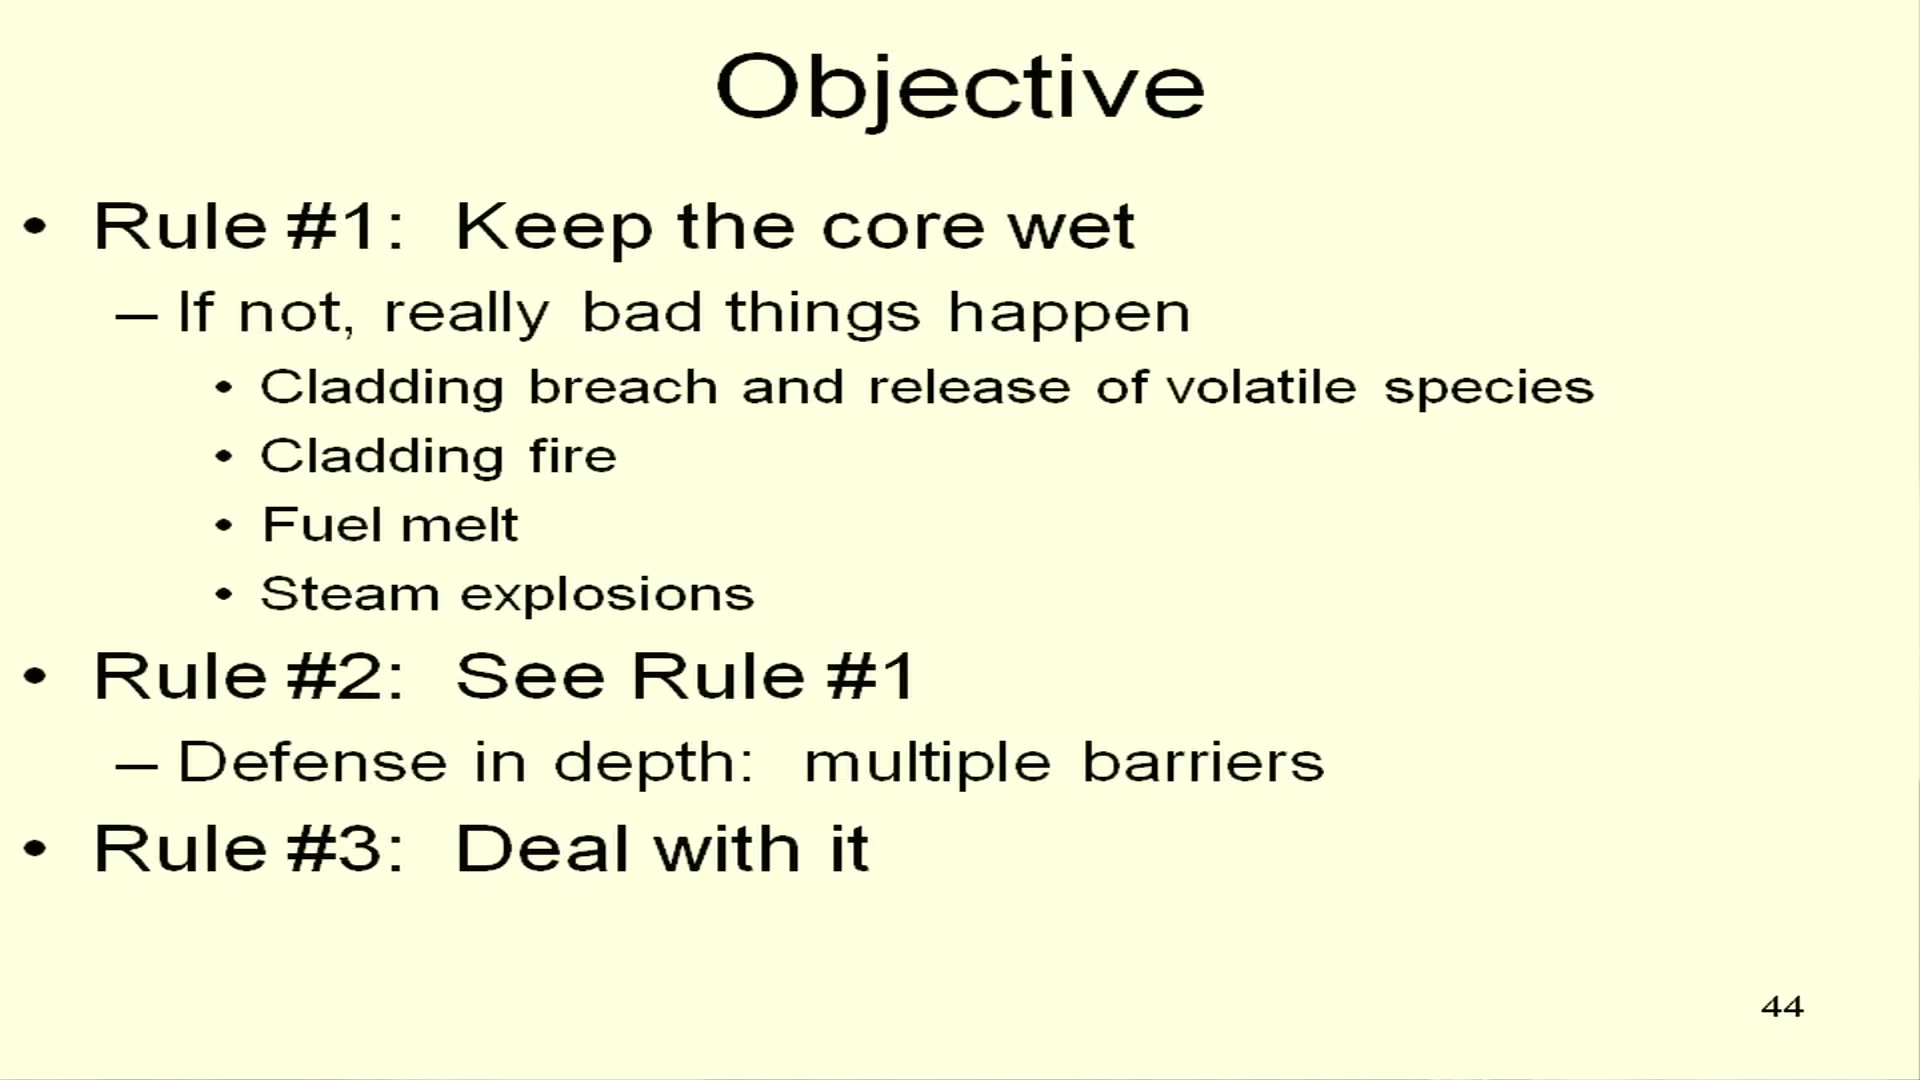 Objective
• Rule #1: Keep the core wet
– If not, really bad things happen
• Cladding breach and release of volatile species
• Cladding fire
• Fuel melt
• Steam explosions
• Rule #2: See Rule #1
– Defense in depth: multiple barriers
• Rule #3: Deal with it
44